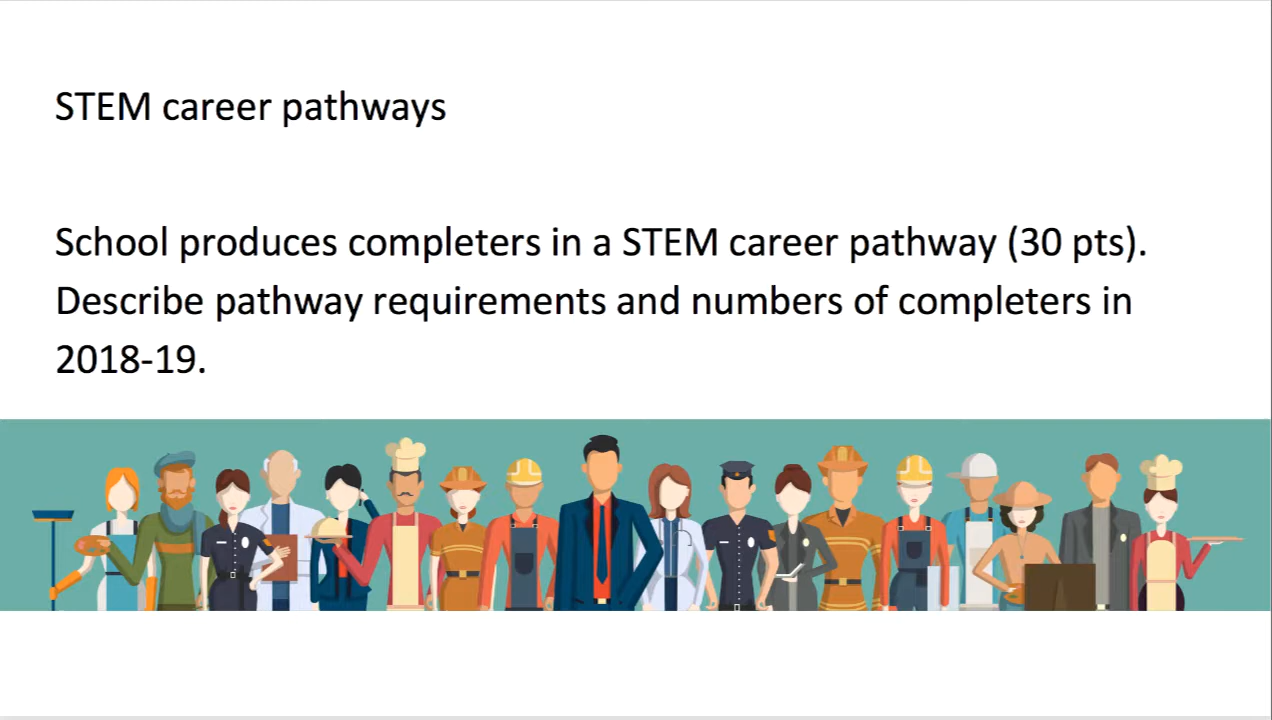 STEM career pathways
School produces completers in a STEM career pathway (30 pts).
Describe pathway requirements and numbers of completers in
2018-19.